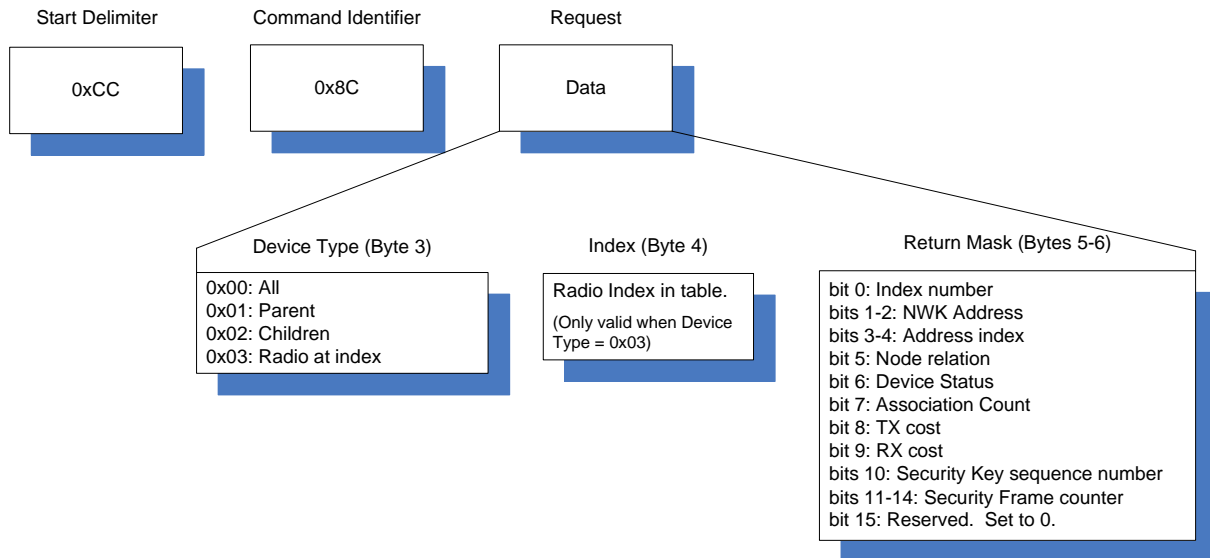 Start Delimiter
Command Identifier
Request
0xCC
0x8C
Data
Device Type (Byte 3)
0x00: All
0x01: Parent
0x02: Children
0x03: Radio at index
Index (Byte 4)
Radio Index in table.
(Only valid when Device
Type = 0x03)
Return Mask (Bytes 5-6)
bit 0: Index number
bits 1-2: NWK Address
bits 3-4: Address index
bit 5: Node relation
bit 6: Device Status
bit 7: Association Count
bit 8: TX cost
bit 9: RX cost
bits 10: Security Key sequence number
bits 11-14: Security Frame counter
bit 15: Reserved.  Set to 0.